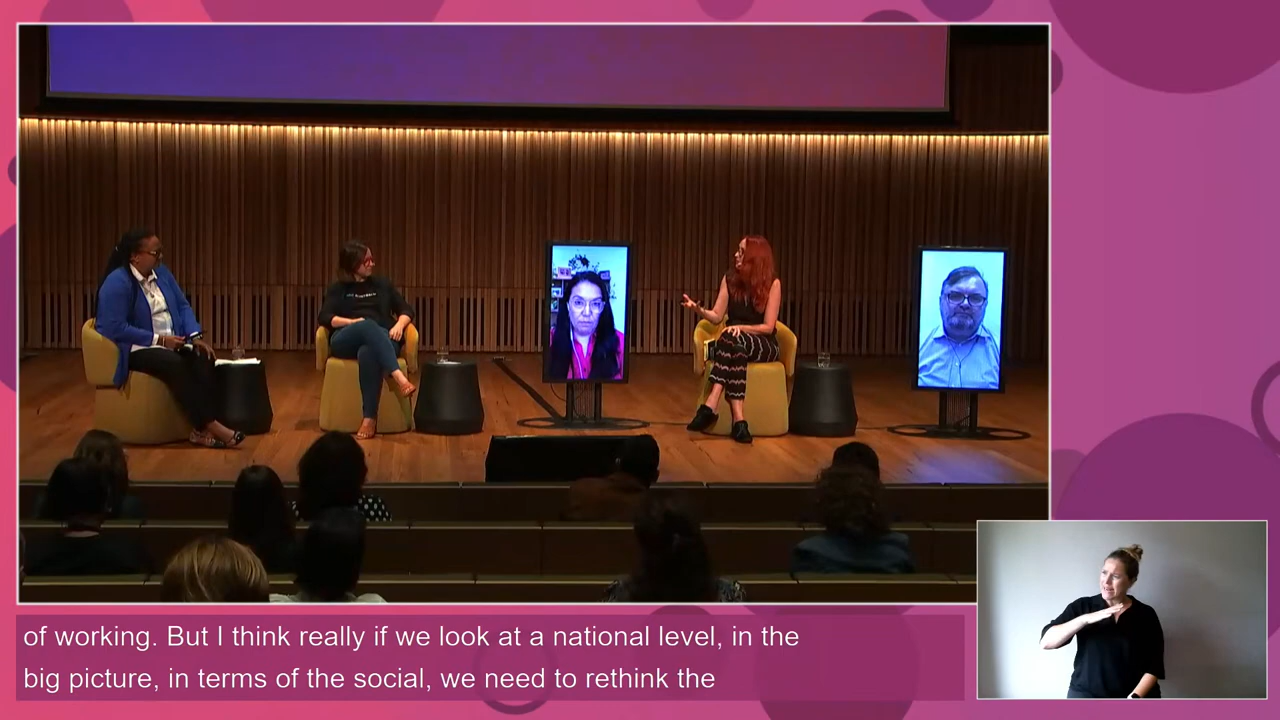 of working. But I think really if we look at a national level, in the
big picture, in terms of the social, we need to rethink the